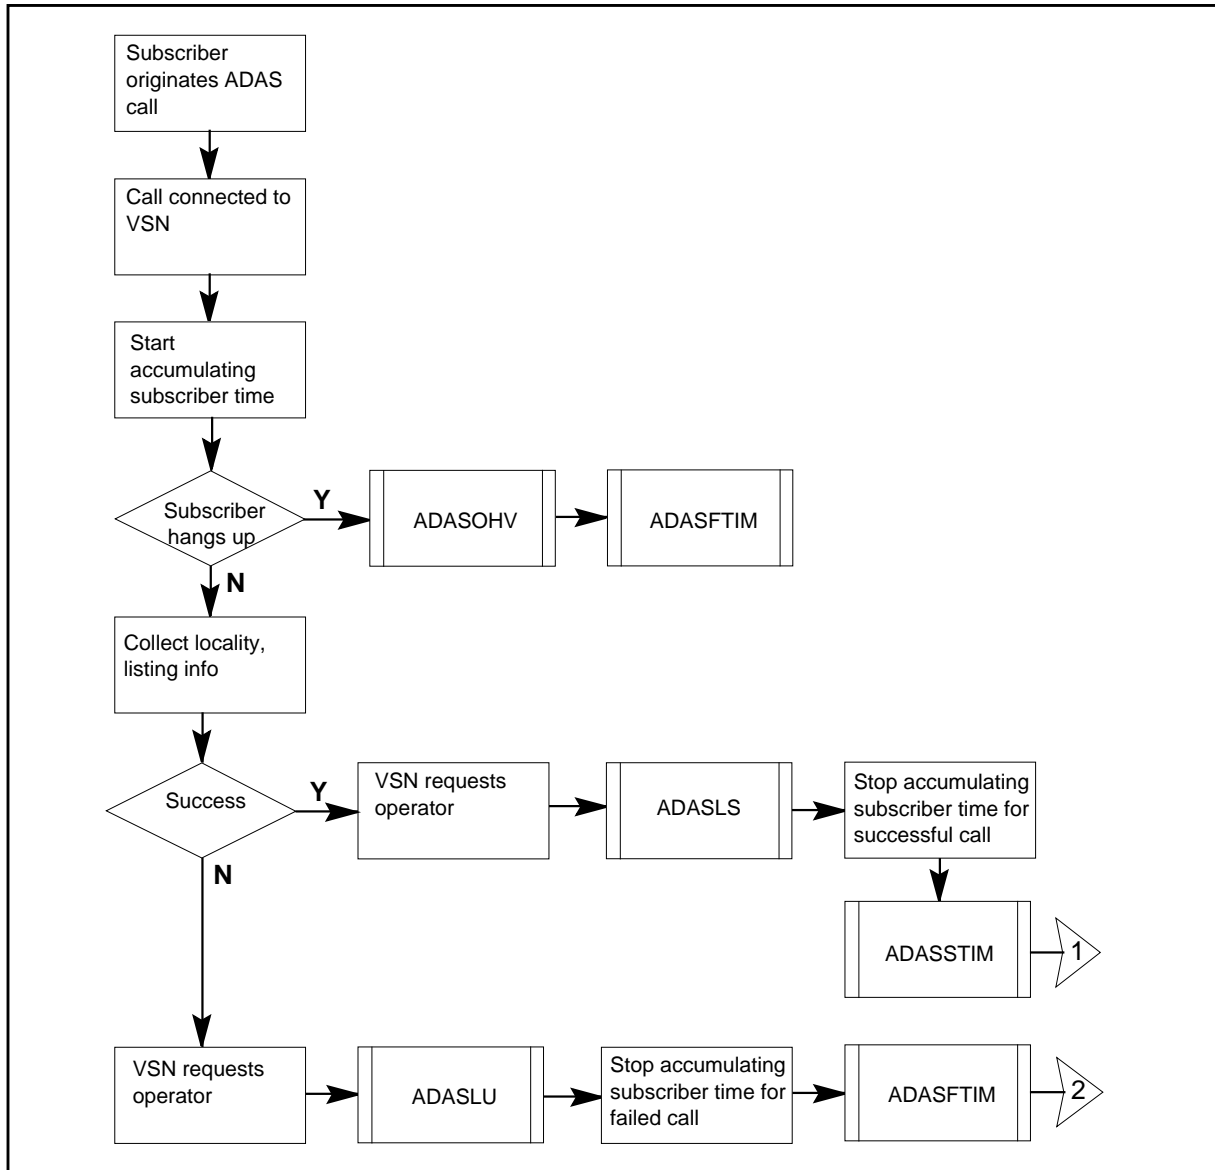 Subscriber
originates ADAS
call
Call connected to
VSN
Start
accumulating
subscriber time
Subscriber
hangs up
Y
ADASOHV
ADASFTIM
N
Collect locality,
listing info
Success
Y
VSN requests
operator
ADASLS
Stop accumulating
subscriber time for
successful call
N
ADASSTIM
1
VSN requests
operator
ADASLU
Stop accumulating
subscriber time for
failed call
ADASFTIM
2